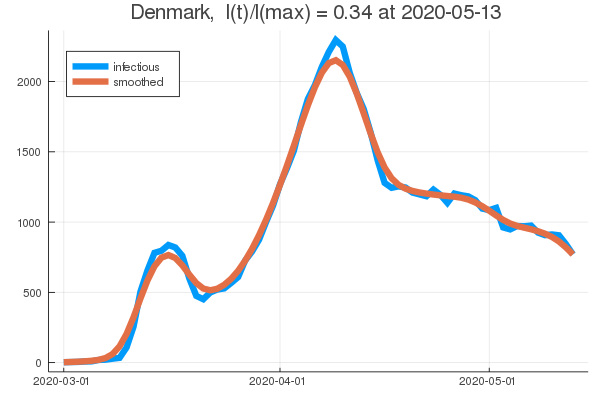 Denmark,  I(t)/I(max) = 0.34 at 2020-05-13
infectious
smoothed
2000
1500
1000
500
0
2020-03-01
2020-04-01
2020-05-01